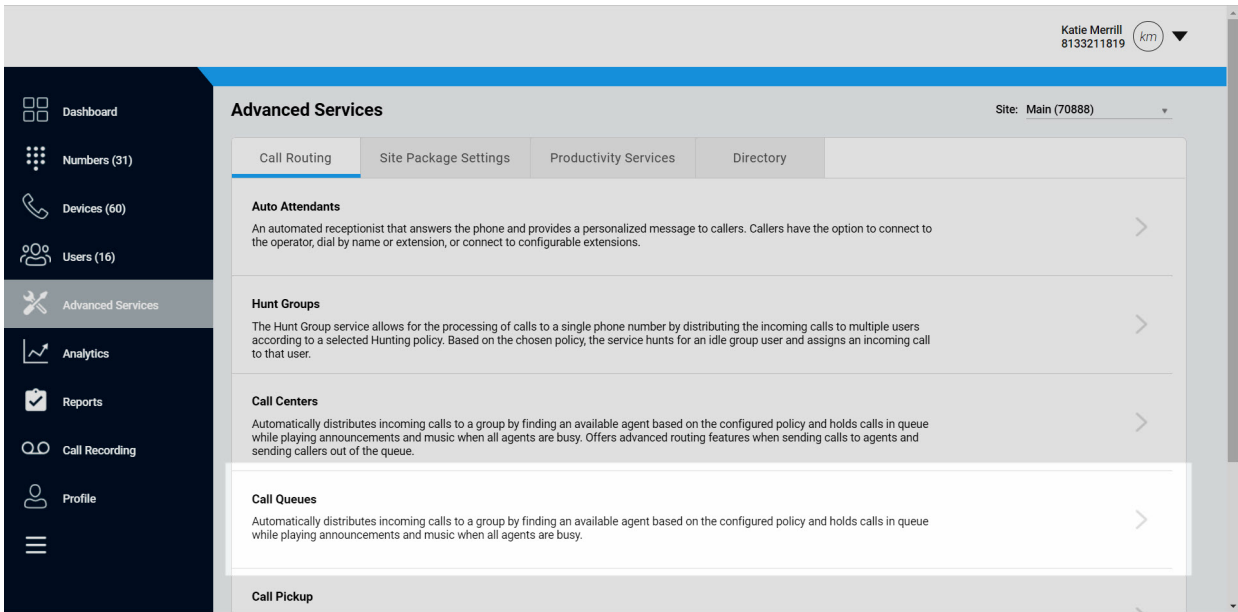 Katie Merrill
8133211819
km
Dashboard
Numbers (31)
Devices (60)
Users (16)
Advanced Services
Analytics
Reports
Call Recording
Profile
Advanced Services
Site: Main (70888)
Call Routing
Site Package Settings
Productivity Services
Directory
Auto Attendants
An automated receptionist that answers the phone and provides a personalized message to callers. Callers have the option to connect to
the operator, dial by name or extension, or connect to configurable extensions.
Hunt Groups
The Hunt Group service allows for the processing of calls to a single phone number by distributing the incoming calls to multiple users
according to a selected Hunting policy. Based on the chosen policy, the service hunts for an idle group user and assigns an incoming call
to that user.
Call Centers
Automatically distributes incoming calls to a group by finding an available agent based on the configured policy and holds calls in queue
while playing announcements and music when all agents are busy. Offers advanced routing features when sending calls to agents and
sending callers out of the queue.
Call Queues
Automatically distributes incoming calls to a group by finding an available agent based on the configured policy and holds calls in queue
while playing announcements and music when all agents are busy.
Call Pickup